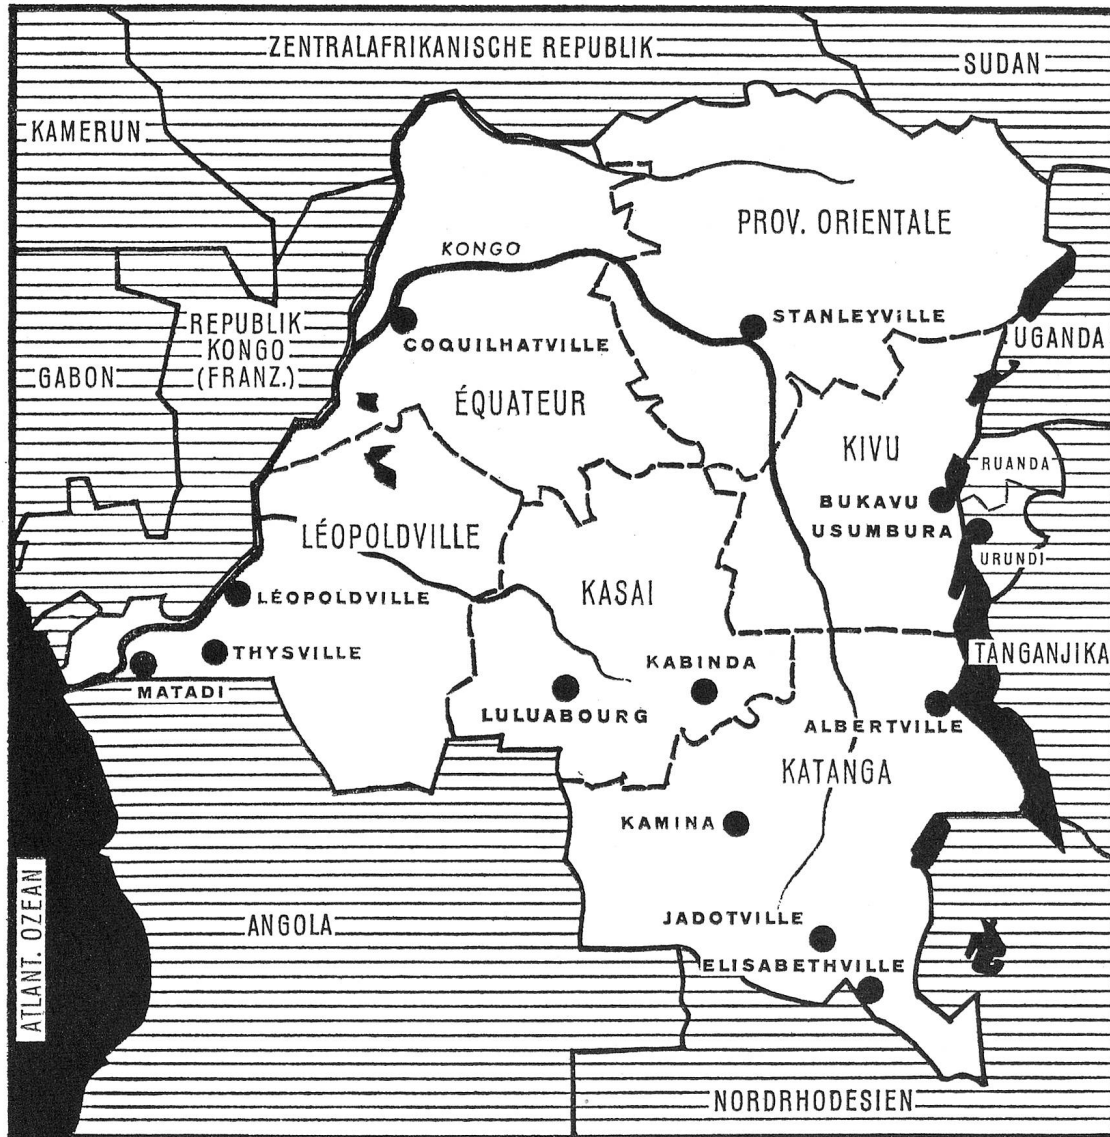 ZENTRALAFRIKANISCHE REPUBLIK
SUDAN
KAMERUN
PROV. ORIENTALE
KONGO
REPUBLIK
KONGO
(FRANZ.)
STANLEYVILLE
UGANDA
COQUILHATVILLE
GABON
ÉQUATEUR
KIVU
RUANDA
BUKAVU
USUMBURA
LÉOPOLDVILLE
URUNDI
KASAI
LÉOPOLDVILLE
THYSVILLE
KABINDA
TANGANJIKA
MATADI
LULUABOURG
ALBERTVILLE
KATANGA
KAMINA
ATLANT. OZEAN
ANGOLA
JADOTVILLE
ELISABETHVILLE
NORDRHODESIEN